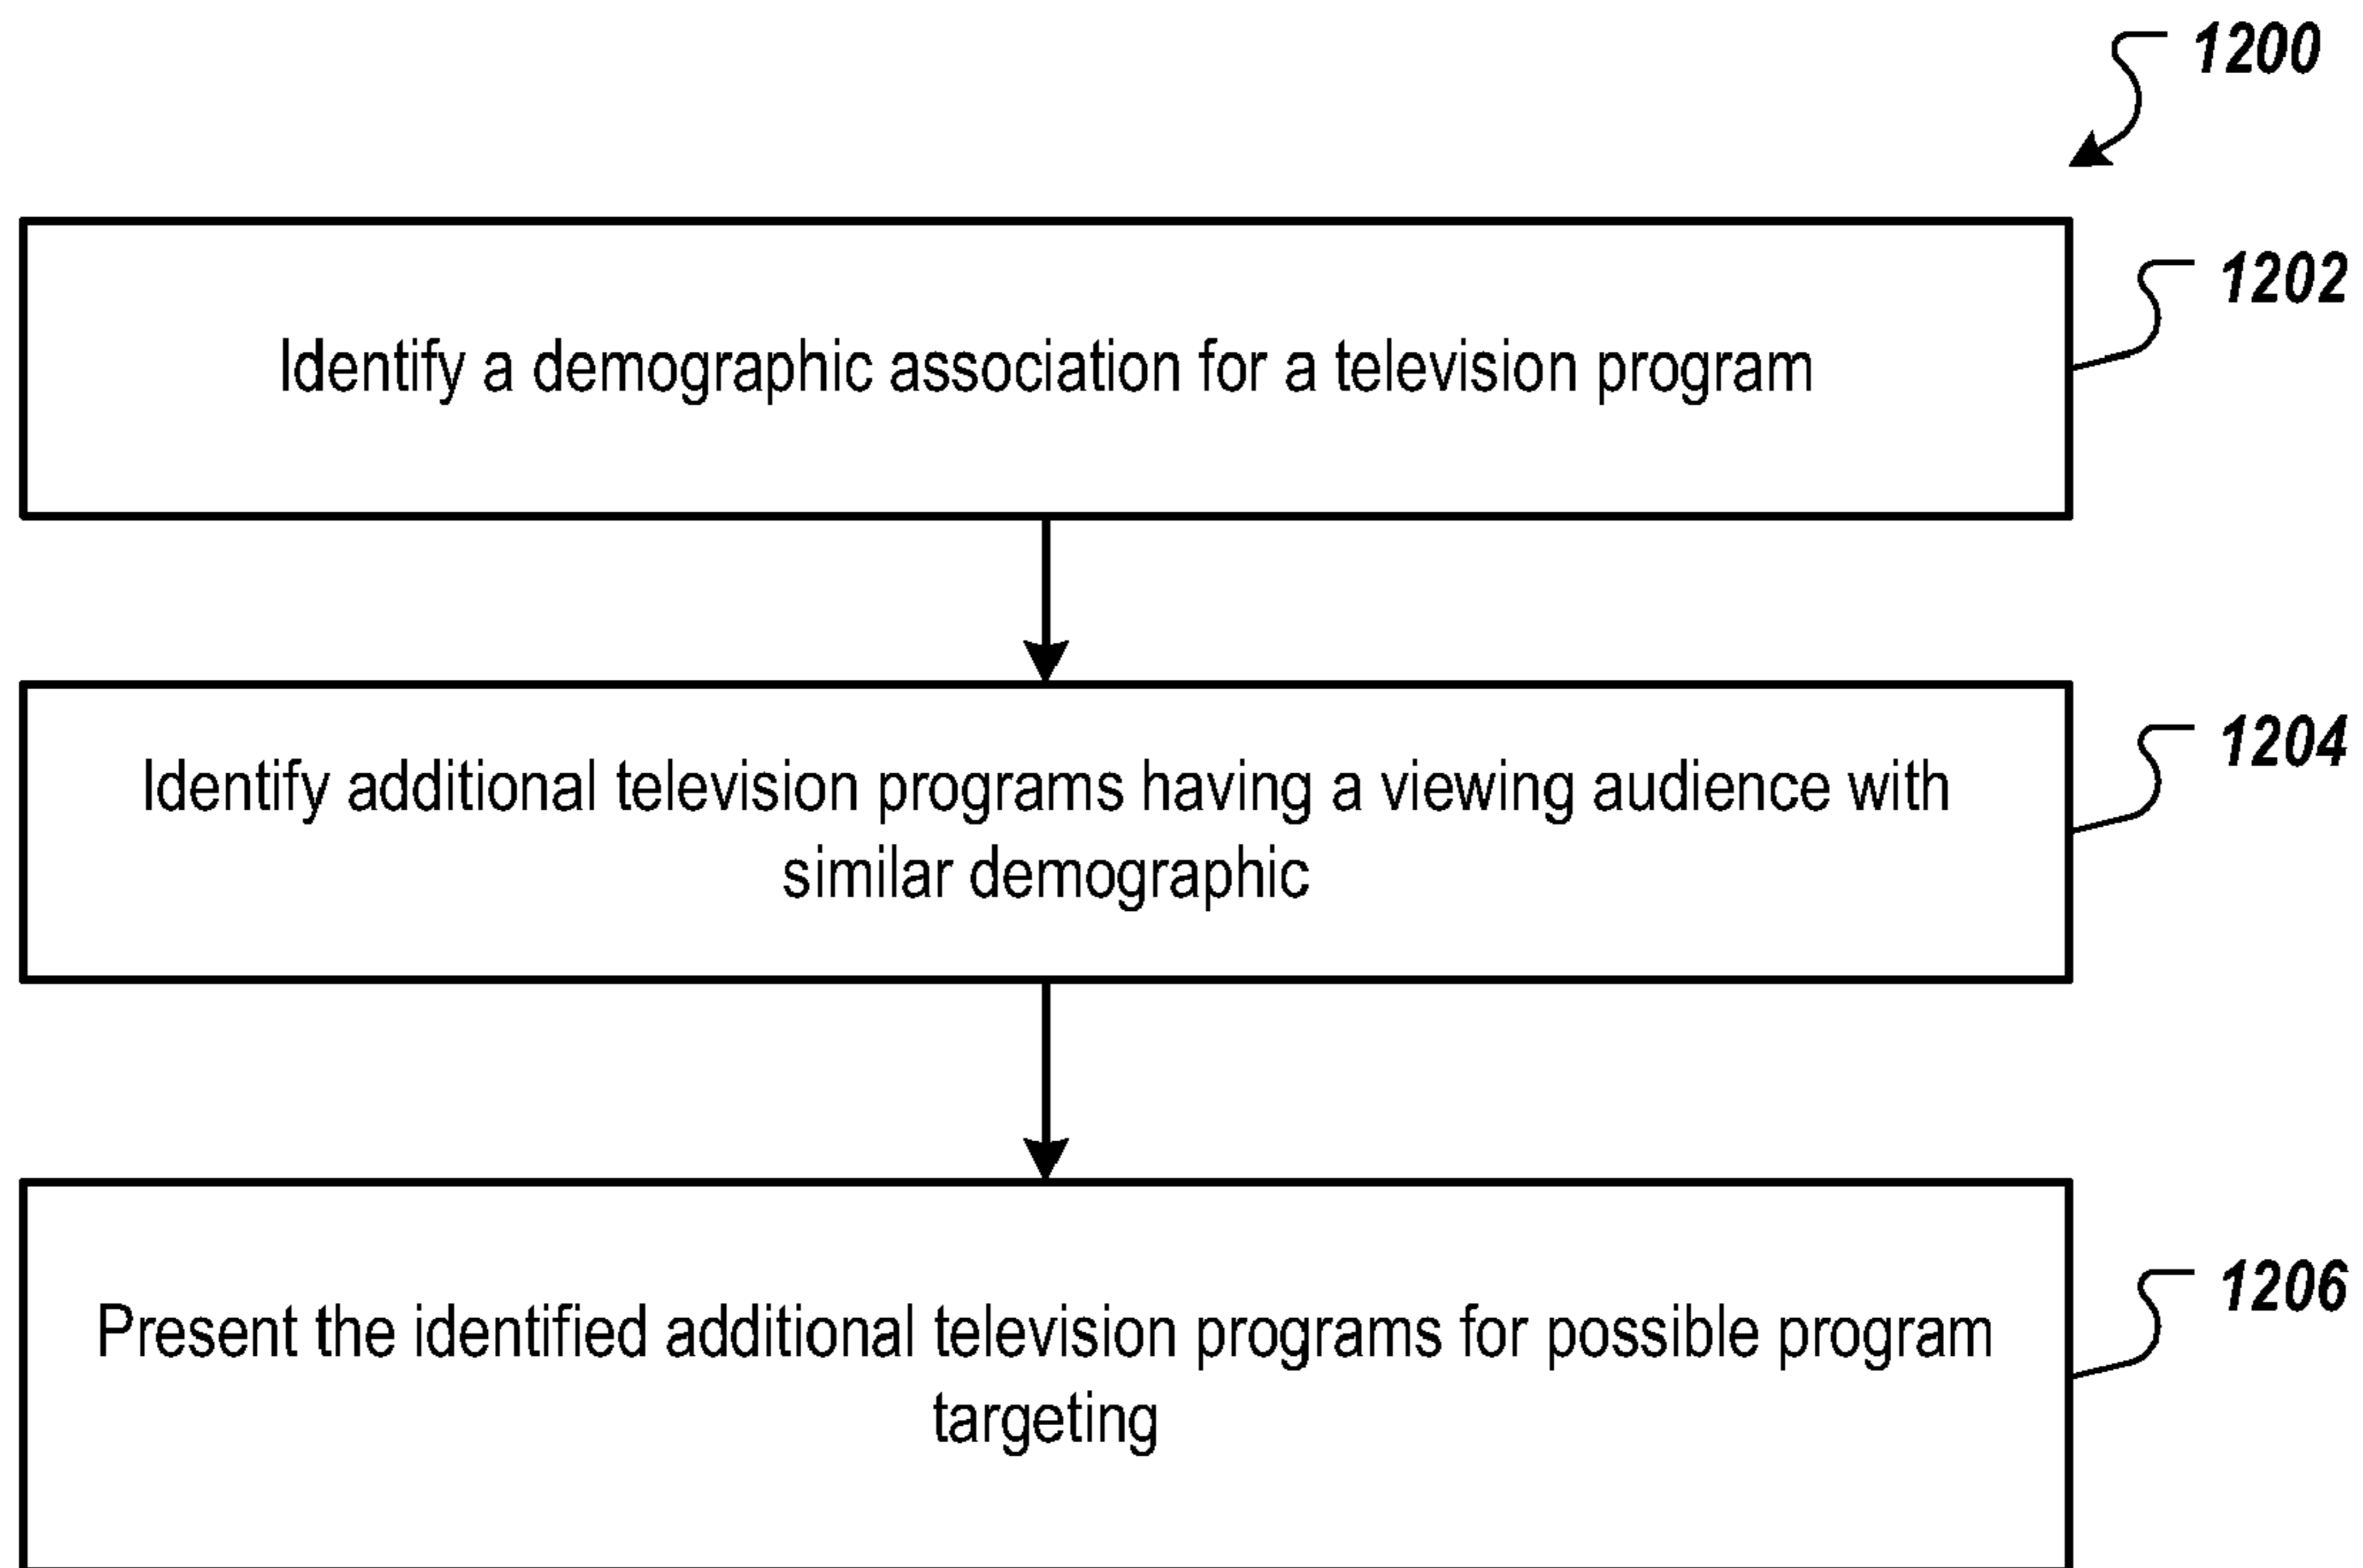 1200
1202
Identify a demographic association for a television program
1204
Identify additional television programs having a viewing audience with
similar demographic
1206
Present the identified additional television programs for possible program
targeting